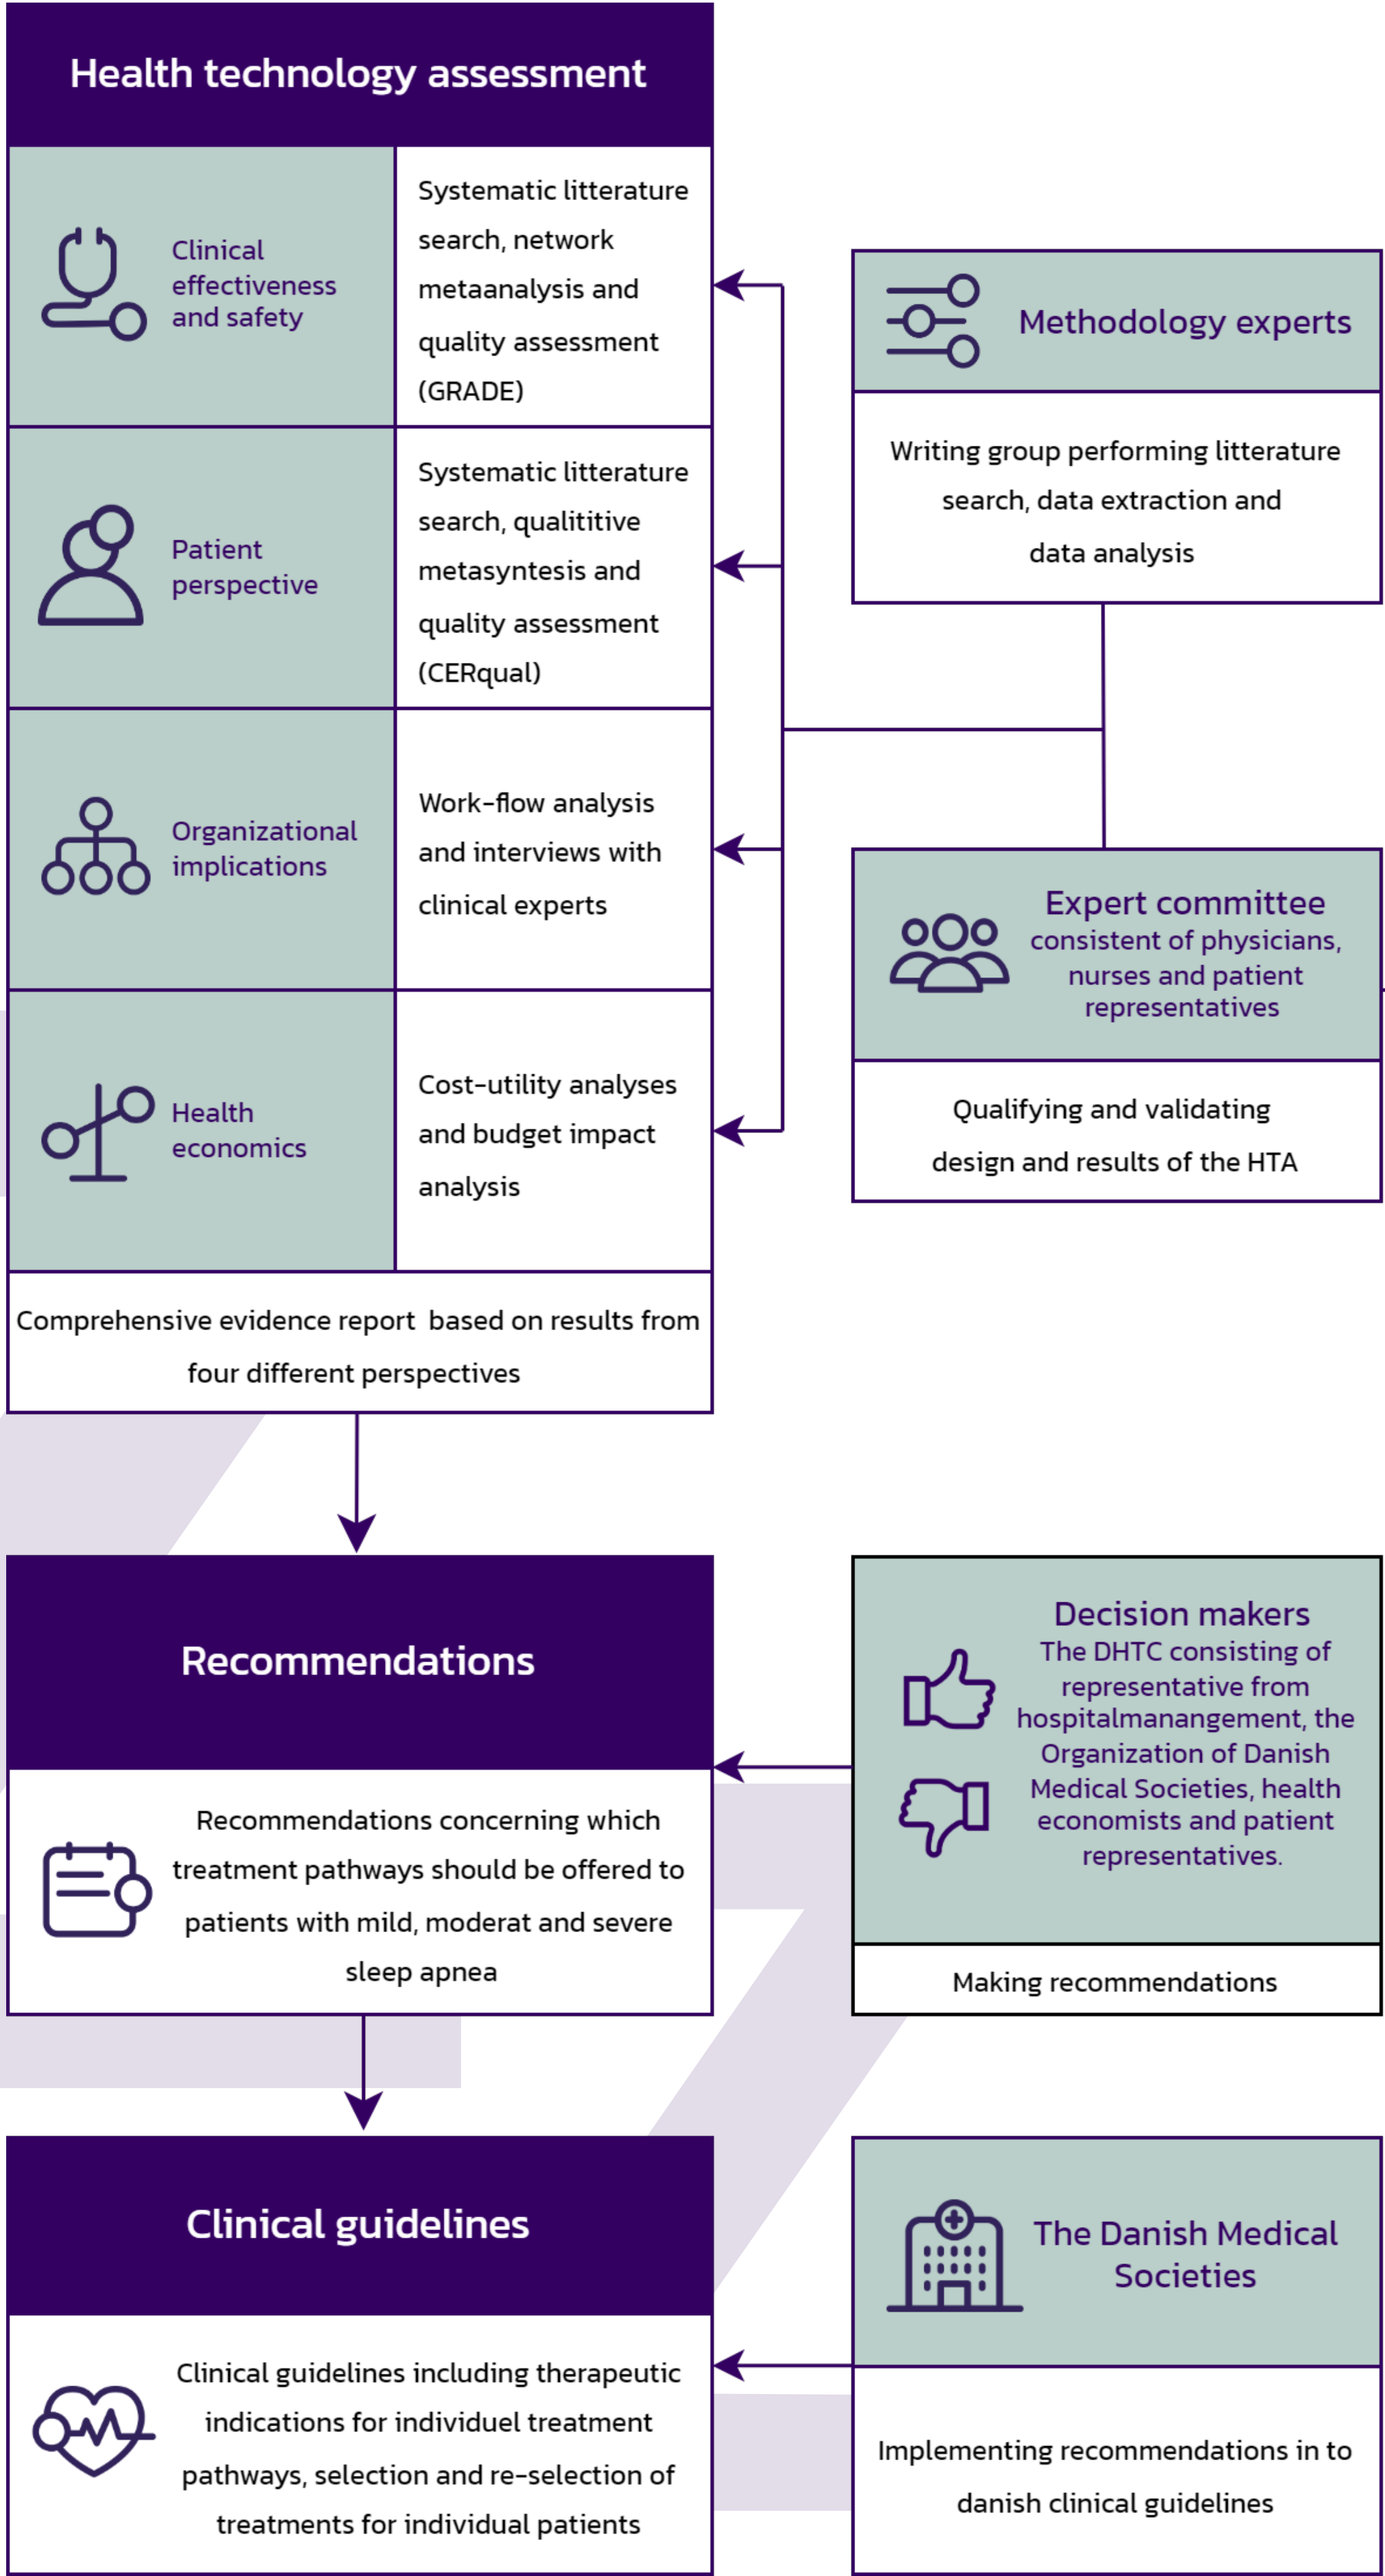 Health technology assessment
Clinical
effectiveness
and safety
Systematic litterature
search, network
metaanalysis and
quality assessment
(GRADE)
Patient
perspective
Systematic litterature
search, qualititive
metasyntesis and
quality assessment
(CERqual)
Organizational
implications
Work-flow analysis
and interviews with
clinical experts
Health
economics
Cost-utility analyses
and budget impact
analysis
Comprehensive evidence report based on results from
four different perspectives
Methodology experts
Writing group performing litterature
search, data extraction and
data analysis
Expert committee
consistent of physicians,
nurses and patient
representatives
Qualifying and validating
design and results of the HTA
Recommendations
Recommendations concerning which
treatment pathways should be offered to
patients with mild, moderat and severe
sleep apnea
Decision makers
The DHTC consisting of
representative from
hospitalmanangement, the
Organization of Danish
Medical Societies, health
economists and patient
representatives.
Making recommendations
Clinical guidelines
Clinical guidelines including therapeutic
indications for individuel treatment
pathways, selection and re-selection of
treatments for individual patients
The Danish Medical
Societies
Implementing recommendations in to
danish clinical guidelines